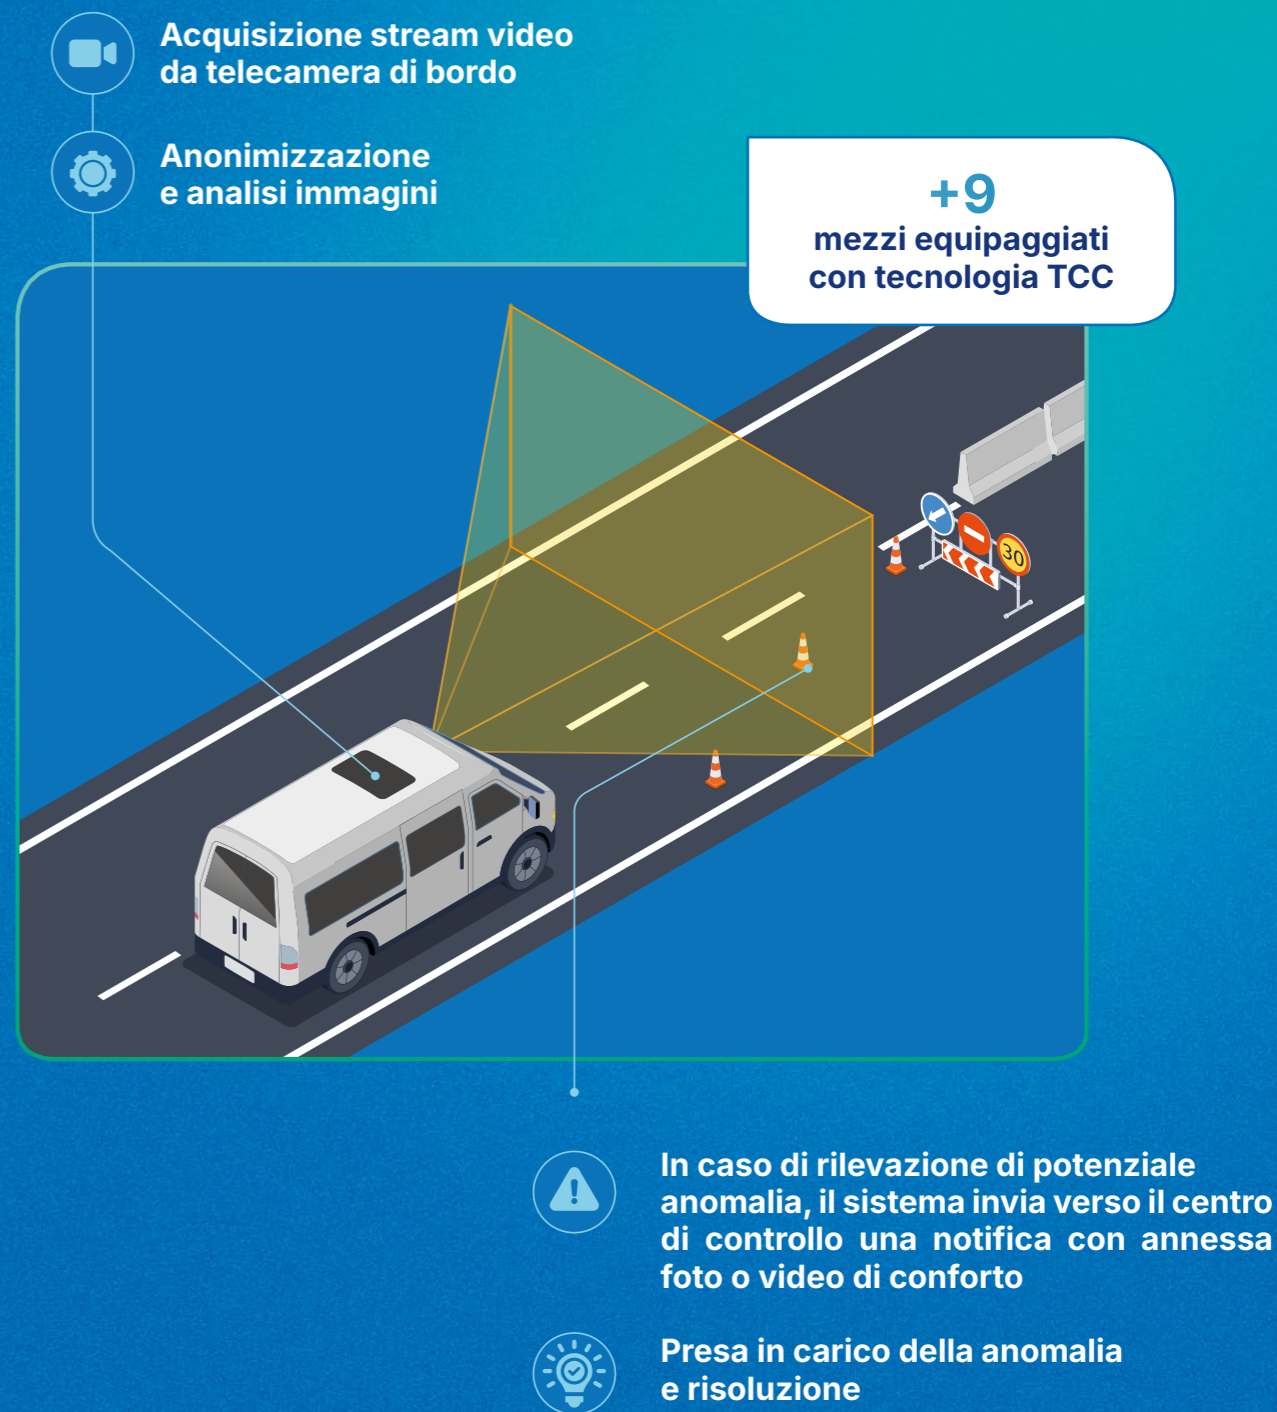 Acquisizione stream video
da telecamera di bordo
Anonimizzazione
e analisi immagini
+9
mezzi equipaggiati
con tecnologia TCC
30
In caso di rilevazione di potenziale
anomalia, il sistema invia verso il centro
di controllo una notifica con annessa
foto o video di conforto
Presa in carico della anomalia
e risoluzione